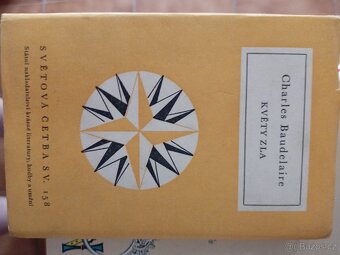 Charles Baudelaire
KVĚTY ZLA
SVĚTOVÁ ČETBA SV. 158
Státní nakladatelství krásné literatury, hudby a umění